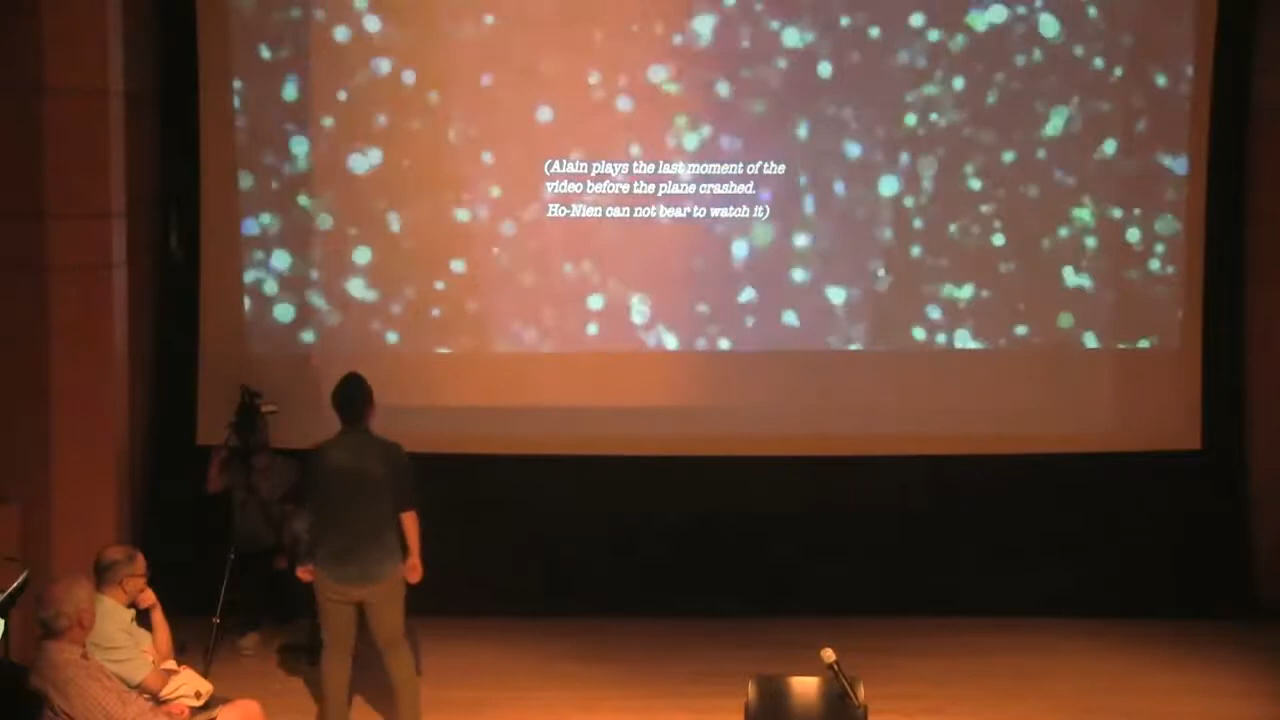 (Alain plays the last moment of the
video before the plane crashed.
Ho-Nien can not bear to watch it)